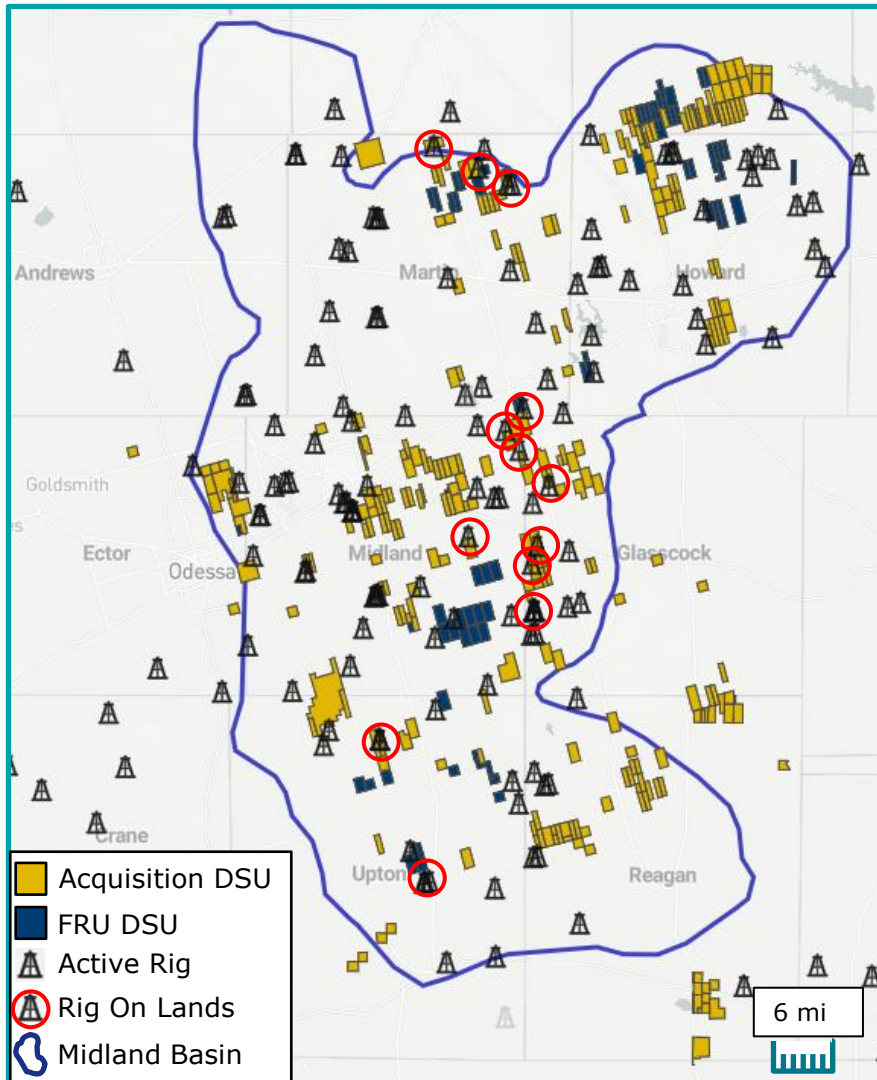 Andrews
Martin
Howard
Goldsmith
es
Ector
Odessa
Midland
Glasscock
Crane
Upton
Reagan
Acquisition DSU
FRU DSU
Active Rig
Rig On Lands
Midland Basin
6 mi